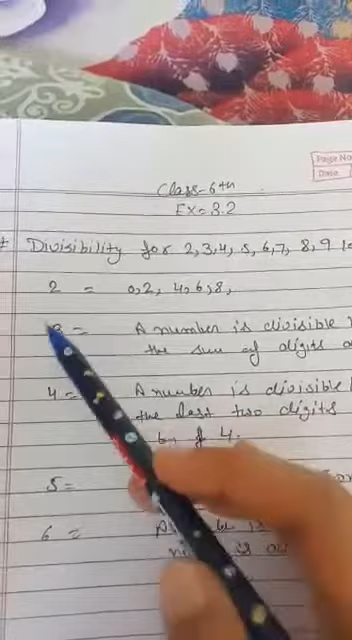 Page No
Date
Class-6th
Ex=3.2
Divisibility for 2,3,4,5,6,7,8,9
2 = 0,2, 4,6,8,
3 = A number is divisible
the sum of digits
4 = A number is divisible
the last two digits
by 4.
5=
6 =
is